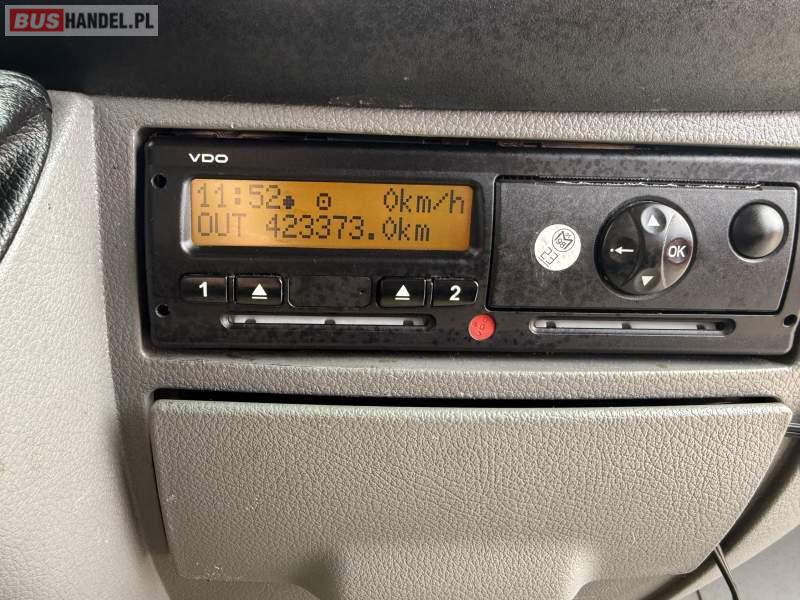 BUSHANDEL.PL
VDO
11:52 0km/h
OUT 423373.0km
1 2
OK